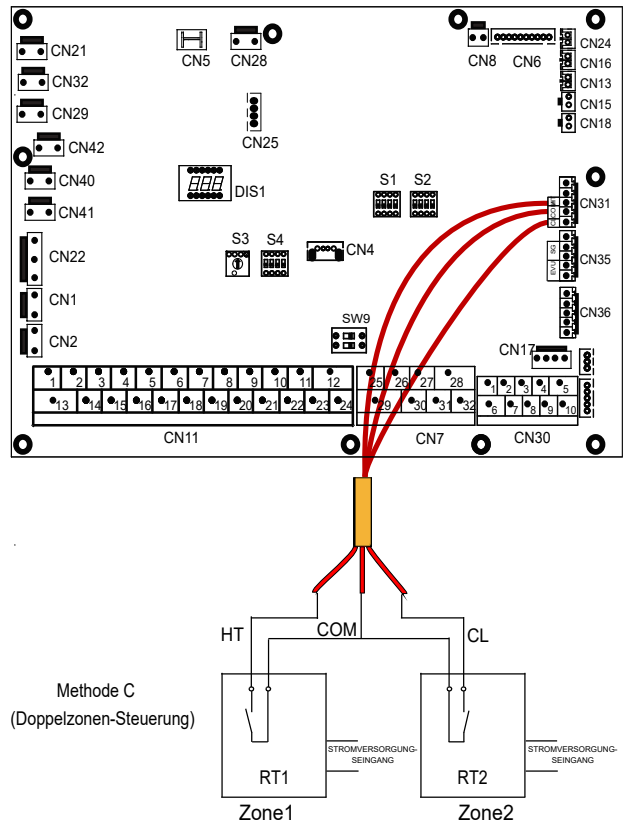 CN21
CN32
CN29
CN42
CN40
CN41
CN22
CN1
CN2
CN5
CN28
CN25
DIS1
S3
S4
CN4
S1
S2
SW9
CN8
CN6
CN24
CN16
CN13
CN15
CN18
CN31
COM
SG
EVU
CN35
CN36
CN17
1 2 3 4 5 6 7 8 9 10 11 12
13 14 15 16 17 18 19 20 21 22 23 24
CN11
25 26 27 28
29 30 31 32
CN7
1 2 3 4 5
6 7 8 9 10
CN30
HT
COM
CL
Methode C
(Doppelzonen-Steuerung)
RT1
STROMVERSORGUNG-
SEINGANG
Zone1
RT2
STROMVERSORGUNG-
SEINGANG
Zone2